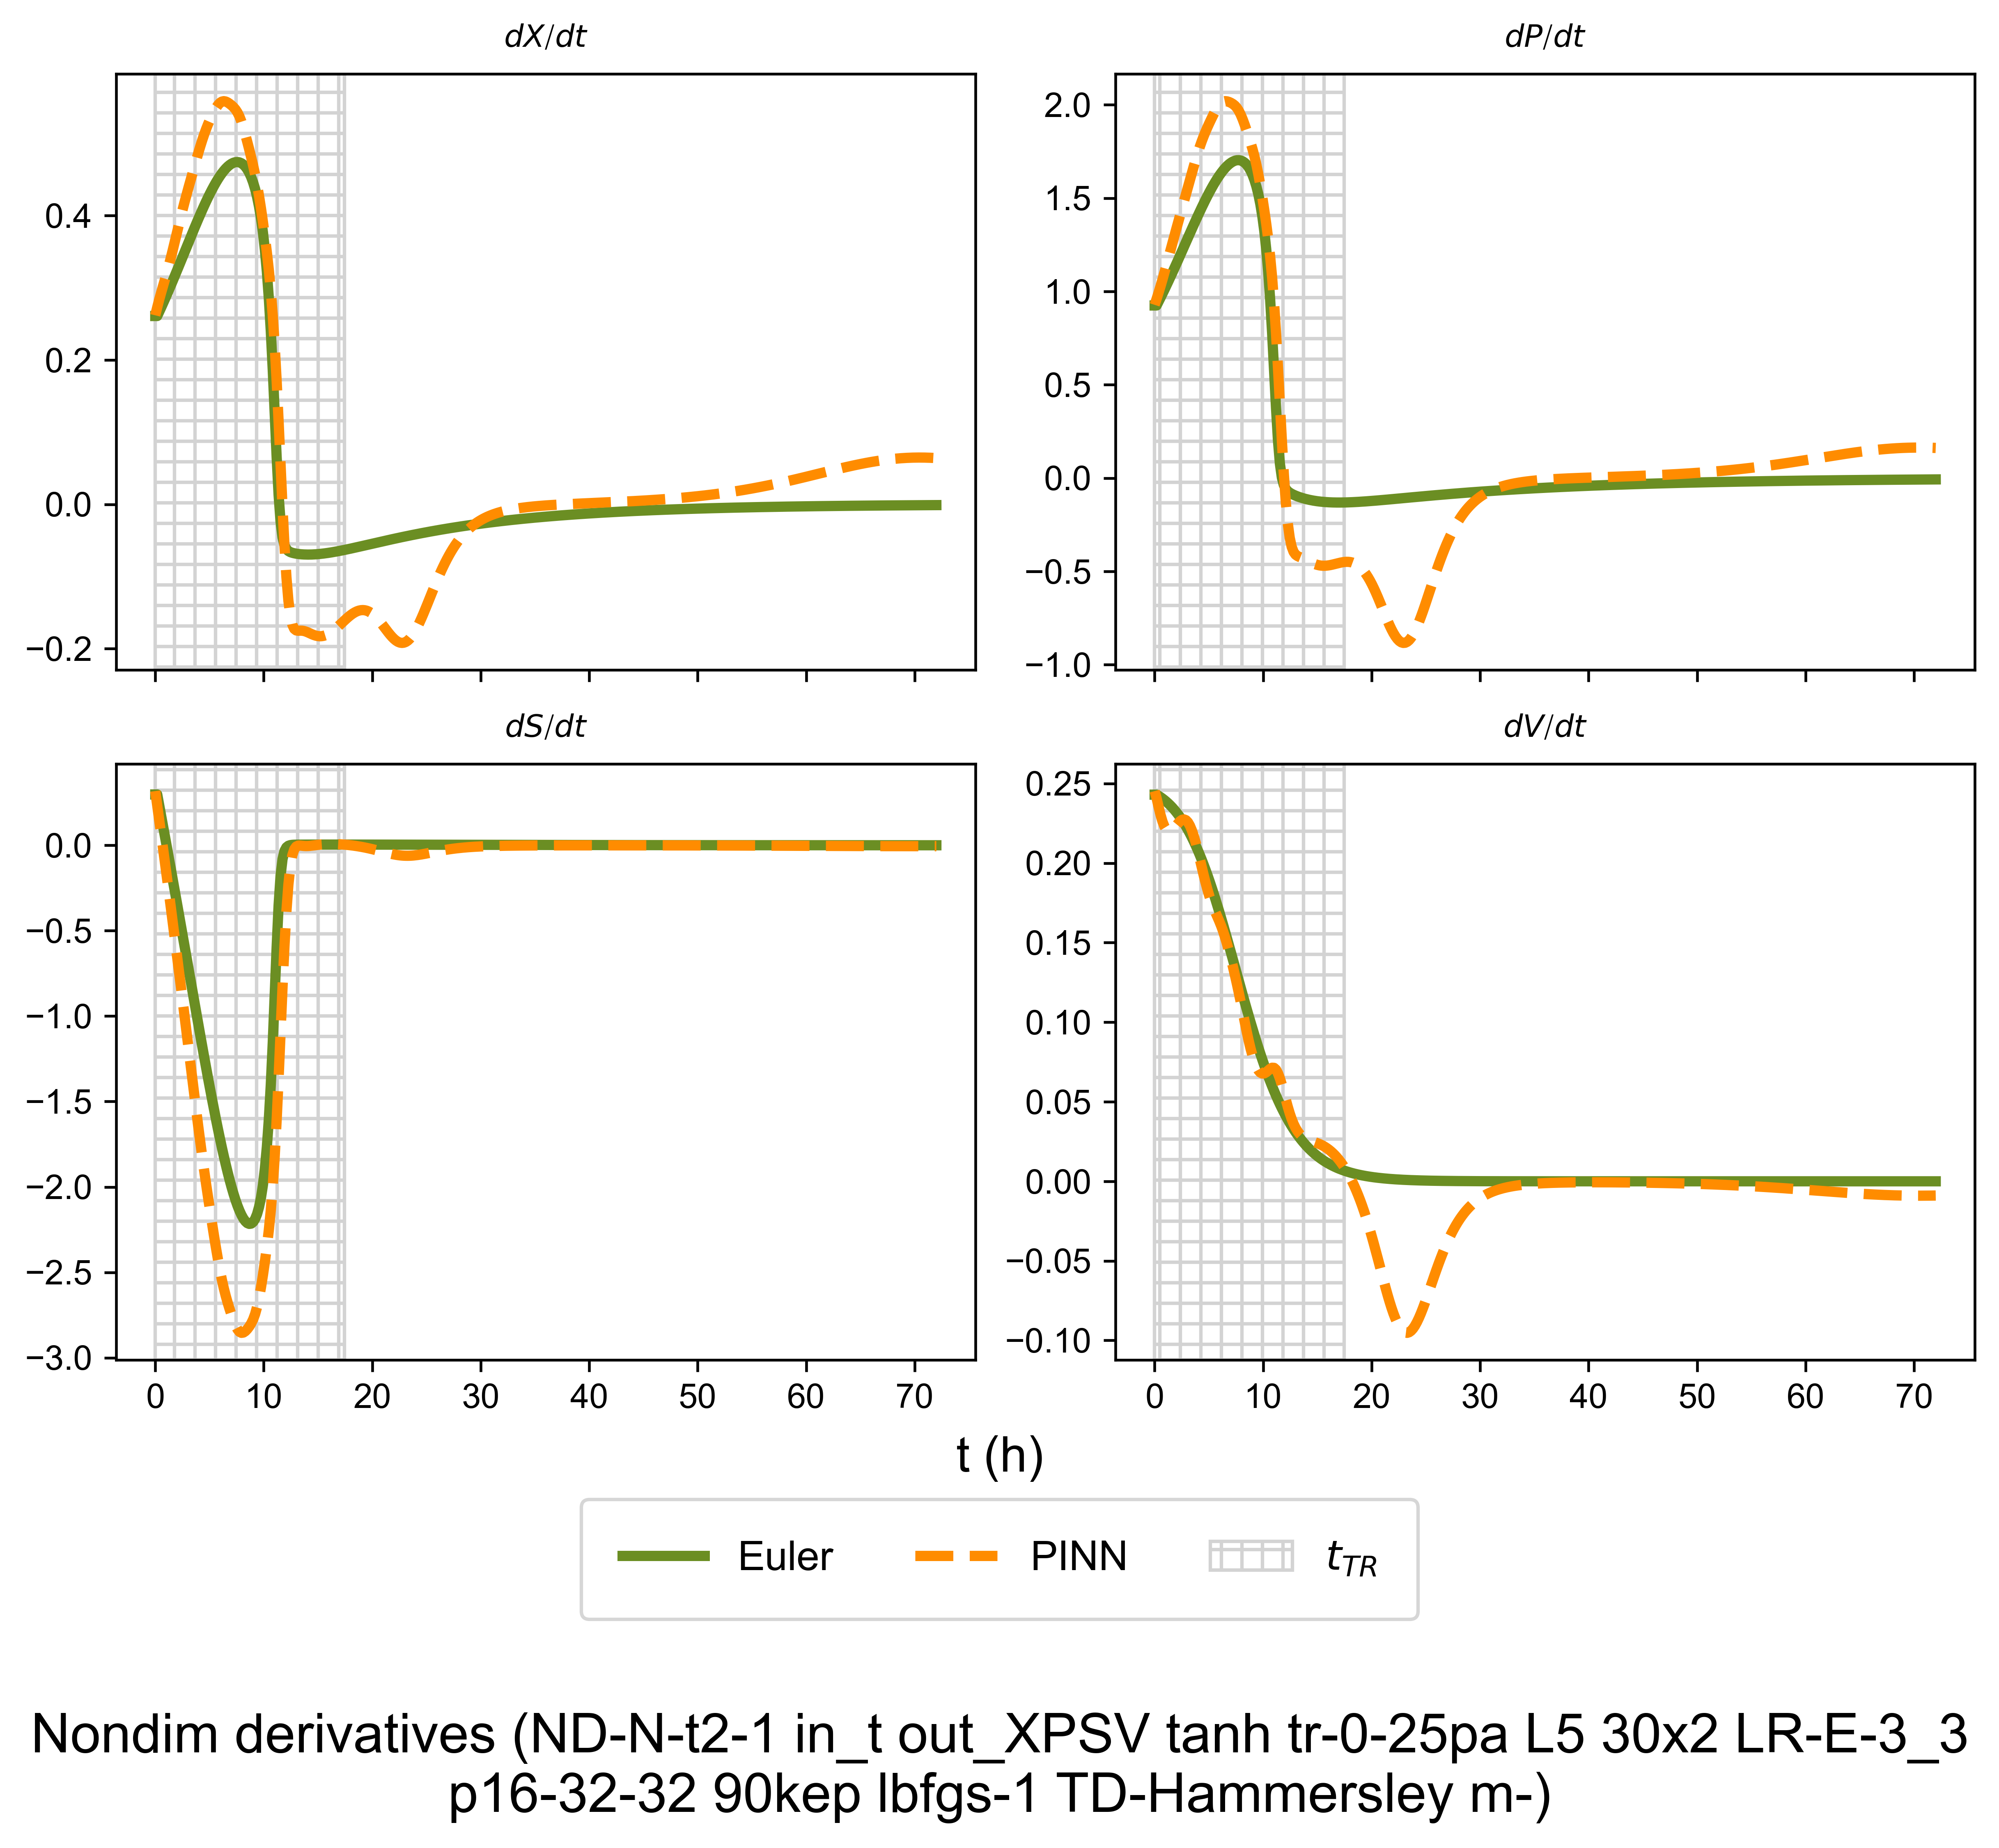 dX/dt
dP/dt
0.4
0.2
0.0
−0.2
2.0
1.5
1.0
0.5
0.0
−0.5
−1.0
dS/dt
dV/dt
0.0
−0.5
−1.0
−1.5
−2.0
−2.5
−3.0
0.25
0.20
0.15
0.10
0.05
0.00
−0.05
−0.10
0 10 20 30 40 50 60 70
0 10 20 30 40 50 60 70
t (h)
Euler PINN t_TR
Nondim derivatives (ND-N-t2-1 in_t out_XPSV tanh tr-0-25pa L5 30x2 LR-E-3_3
p16-32-32 90kep lbfgs-1 TD-Hammersley m-)